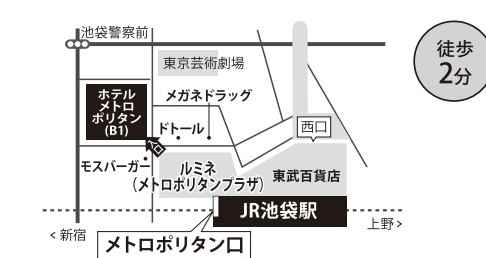 池袋警察前
東京芸術劇場
徒歩
2分
ホテル
メトロ
ポリタン
(B1)
メガネドラッグ
ドトール
西口
入口
モスバーガー
ルミネ
(メトロポリタンプラザ)
東武百貨店
JR池袋駅
上野>
<新宿
メトロポリタン口